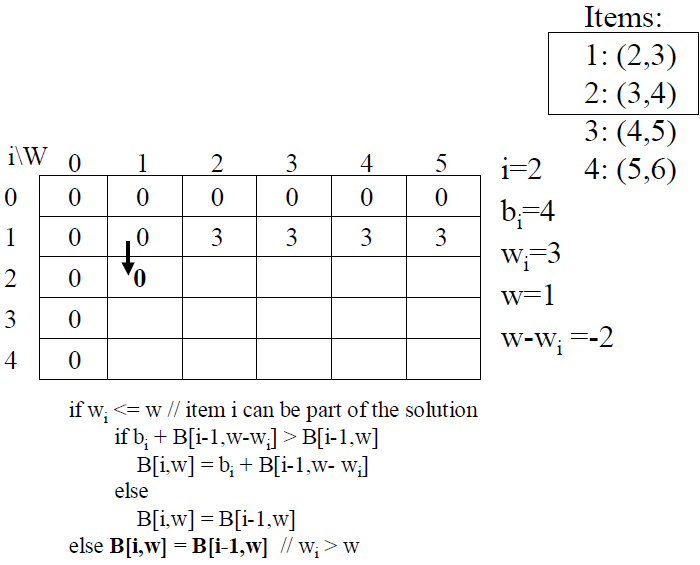 Items:
1: (2,3)
2: (3,4)
3: (4,5)
4: (5,6)
i\W 0 1 2 3 4 5
0 0 0 0 0 0 0
1 0 0 3 3 3 3
2 0 0
3 0
4 0
i=2
bi=4
wi=3
w=1
w-wi =-2
if wi <= w // item i can be part of the solution
if bi + B[i-1,w-wi] > B[i-1,w]
B[i,w] = bi + B[i-1,w- wi]
else
B[i,w] = B[i-1,w]
else B[i,w] = B[i-1,w] // wi > w